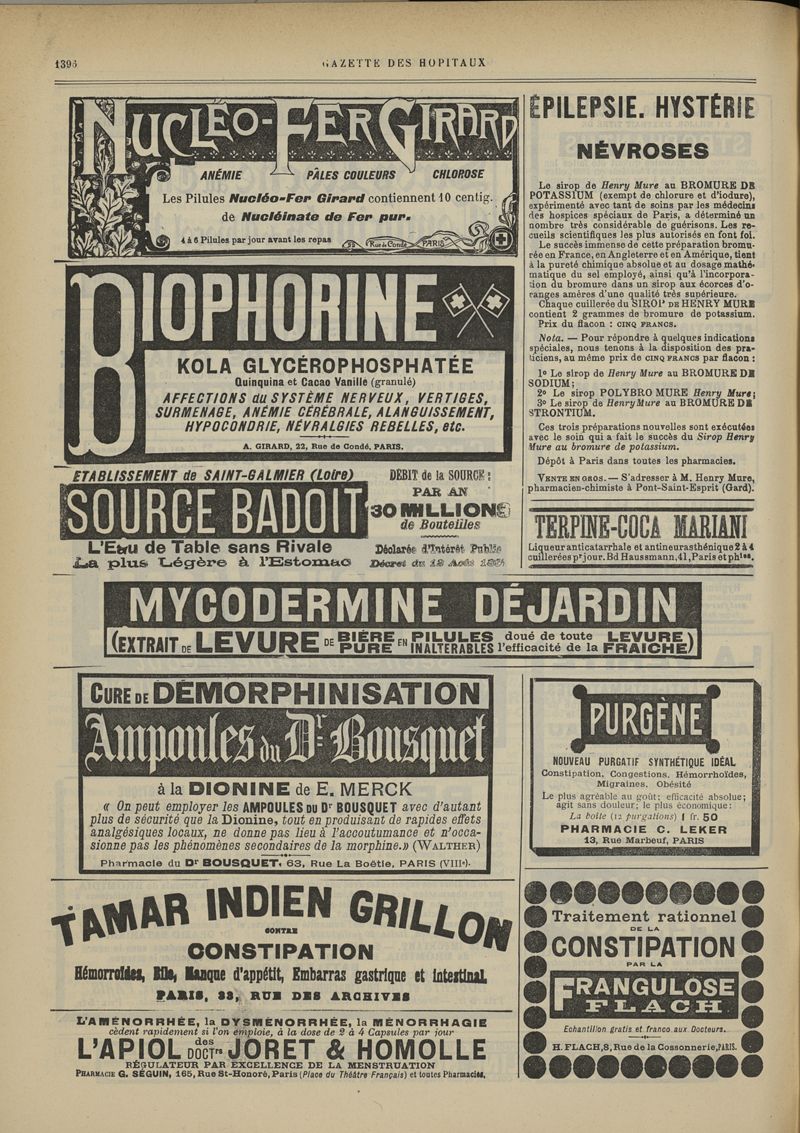 1396
GAZETTE DES HOPITAUX
NUCLÉO-FER GIRARD
ANÉMIE PÂLES COULEURS CHLOROSE
Les Pilules Nucléo-Fer Girard contiennent 10 centig.
de Nucléinate de Fer pur.
4 à 6 Pilules par jour avant les repas
22 Rue de Condé PARIS
BIOPHORINE
KOLA GLYCÉROPHOSPHATÉE
Quinquina et Cacao Vanillé (granulé)
AFFECTIONS du SYSTÈME NERVEUX, VERTIGES,
SURMENAGE, ANÉMIE CÉRÉBRALE, ALANGUISSEMENT,
HYPOCONDRIE, NÉVRALGIES REBELLES, etc.
A. GIRARD, 22, Rue de Condé, PARIS.
ETABLISSEMENT de SAINT-GALMIER (Loire)
SOURCE BADOIT
L'Eau de Table sans Rivale
La plus Légère à l'Estomac
DÉBIT de la SOURCE:
PAR AN
30 MILLIONS
de Bouteilles
Déclarée d'Intérêt Public
Décret du 12 Août
ÉPILEPSIE. HYSTÉRIE
NÉVROSES
Le sirop de Henry Mure au BROMURE DE
POTASSIUM (exempt de chlorure et d'iodure),
expérimenté avec tant de soins par les médecins
des hospices spéciaux de Paris, a déterminé un
nombre très considérable de guérisons. Les re-
cueils scientifiques les plus autorisés en font foi.
Le succès immense de cette préparation bromu-
rée en France, en Angleterre et en Amérique, tient
à la pureté chimique absolue et au dosage mathé-
matique du sel employé, ainsi qu'à l'incorpora-
tion du bromure dans un sirop aux écorces d'o-
ranges amères d'une qualité très supérieure.
Chaque cuillerée du SIROP DE HENRY MURE
contient 2 grammes de bromure de potassium.
Prix du flacon : CINQ FRANCS.
Nota. — Pour répondre à quelques indications
spéciales, nous tenons à la disposition des pra-
ticiens, au même prix de CINQ FRANCS par flacon :
1º Le sirop de Henry Mure au BROMURE DE
SODIUM;
2º Le sirop POLYBROMURE Henry Mure;
3º Le sirop de Henry Mure au BROMURE DE
STRONTIUM.
Ces trois préparations nouvelles sont exécutées
avec le soin qui a fait le succès du Sirop Henry
Mure au bromure de potassium.
Dépôt à Paris dans toutes les pharmacies.
VENTE EN GROS. — S'adresser à M. Henry Mure,
pharmacien-chimiste à Pont-Saint-Esprit (Gard).
TERPINE-COCA MARIANI
Liqueur anticatarrhale et antineurasthénique 2 à 4
cuillerées pr jour. Bd Haussmann, 41, Paris et phies.
MYCODERMINE DÉJARDIN
(EXTRAIT DE LEVURE DE BIÈRE PURE EN PILULES INALTÉRABLES doué de toute l'efficacité de la LEVURE FRAICHE)
CURE DE DÉMORPHINISATION
Ampoules du Dr Bousquet
à la DIONINE de E. MERCK
« On peut employer les AMPOULES DU Dr BOUSQUET avec d'autant
plus de sécurité que la Dionine, tout en produisant de rapides effets
analgésiques locaux, ne donne pas lieu à l'accoutumance et n'occa-
sionne pas les phénomènes secondaires de la morphine.» (WALTHER)
Pharmacie du Dr BOUSQUET, 63, Rue La Boëtie, PARIS (VIIIe).
PURGÈNE
NOUVEAU PURGATIF SYNTHÉTIQUE IDÉAL
Constipation, Congestions, Hémorrhoïdes,
Migraines, Obésité
Le plus agréable au goût; efficacité absolue;
agit sans douleur; le plus économique:
La boîte (12 purgations) 1 fr. 50
PHARMACIE C. LEKER
13, Rue Marbeuf, PARIS
TAMAR INDIEN GRILLON
CONTRE
CONSTIPATION
Hémorroïdes, Bile, Manque d'appétit, Embarras gastrique et intestinal.
PARIS, 33, RUE DES ARCHIVES
L'AMÉNORRHÉE, la DYSMÉNORRHÉE, la MÉNORRHAGIE
cèdent rapidement si l'on emploie, à la dose de 2 à 4 Capsules par jour
L'APIOL des DOCTrs JORET & HOMOLLE
RÉGULATEUR PAR EXCELLENCE DE LA MENSTRUATION
PHARMACIE G. SÉGUIN, 165, Rue St-Honoré, Paris (Place du Théâtre Français) et toutes Pharmacies.
Traitement rationnel
DE LA
CONSTIPATION
PAR LA
FRANGULOSE
FLACH
Echantillon gratis et franco aux Docteurs.
H. FLACH, 8, Rue de la Cossonnerie, PARIS.